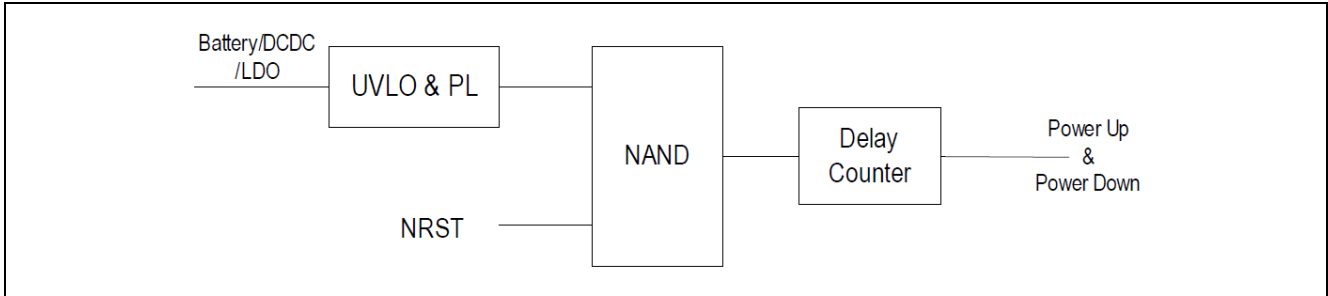 Battery/DCDC
/LDO
UVLO & PL
NAND
NRST
Delay
Counter
Power Up
&
Power Down